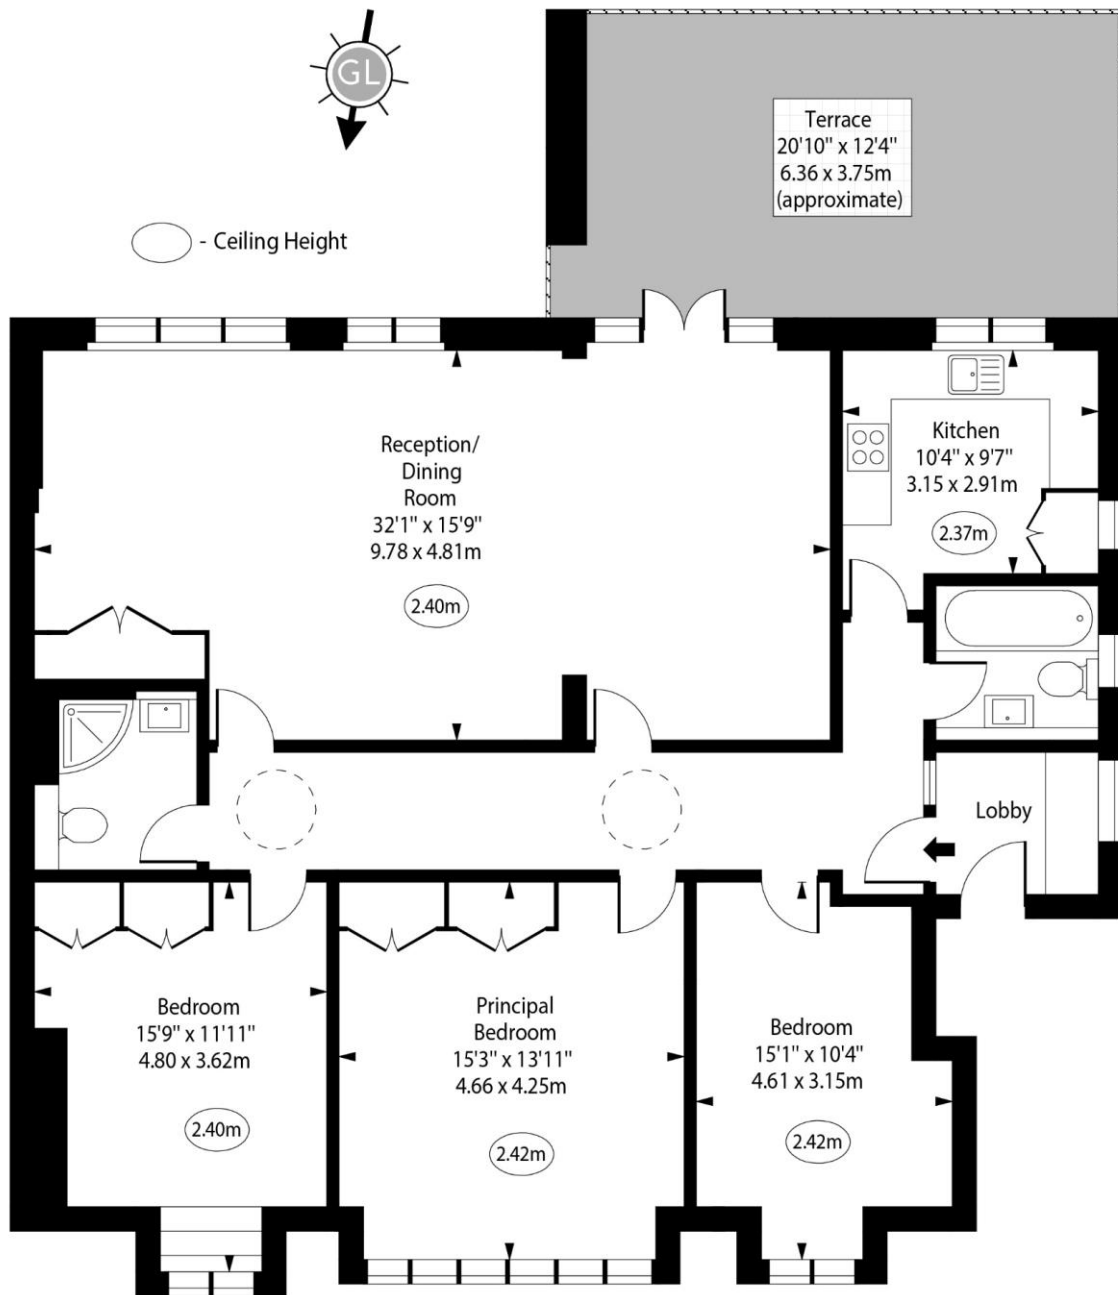 GL
- Ceiling Height
Terrace
20'10" x 12'4"
6.36 x 3.75m
(approximate)
Reception/
Dining
Room
32'1" x 15'9"
9.78 x 4.81m
2.40m
Kitchen
10'4" x 9'7"
3.15 x 2.91m
2.37m
Lobby
Bedroom
15'9" x 11'11"
4.80 x 3.62m
2.40m
Principal
Bedroom
15'3" x 13'11"
4.66 x 4.25m
2.42m
Bedroom
15'1" x 10'4"
4.61 x 3.15m
2.42m